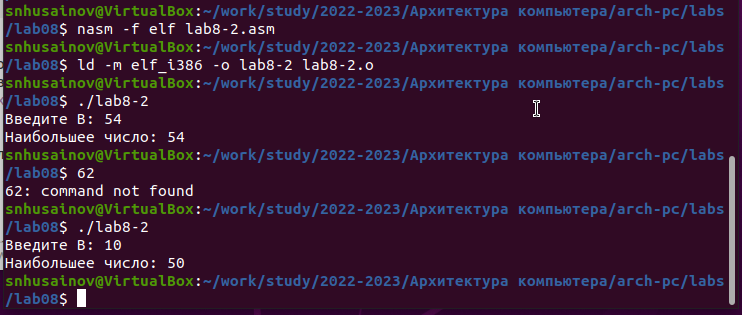 snhusainov@VirtualBox:~/work/study/2022-2023/Архитектура компьютера/arch-pc/labs
/lab08$ nasm -f elf lab8-2.asm
snhusainov@VirtualBox:~/work/study/2022-2023/Архитектура компьютера/arch-pc/labs
/lab08$ ld -m elf_i386 -o lab8-2 lab8-2.o
snhusainov@VirtualBox:~/work/study/2022-2023/Архитектура компьютера/arch-pc/labs
/lab08$ ./lab8-2
Введите B: 54
Наибольшее число: 54
snhusainov@VirtualBox:~/work/study/2022-2023/Архитектура компьютера/arch-pc/labs
/lab08$ 62
62: command not found
snhusainov@VirtualBox:~/work/study/2022-2023/Архитектура компьютера/arch-pc/labs
/lab08$ ./lab8-2
Введите B: 10
Наибольшее число: 50
snhusainov@VirtualBox:~/work/study/2022-2023/Архитектура компьютера/arch-pc/labs
/lab08$